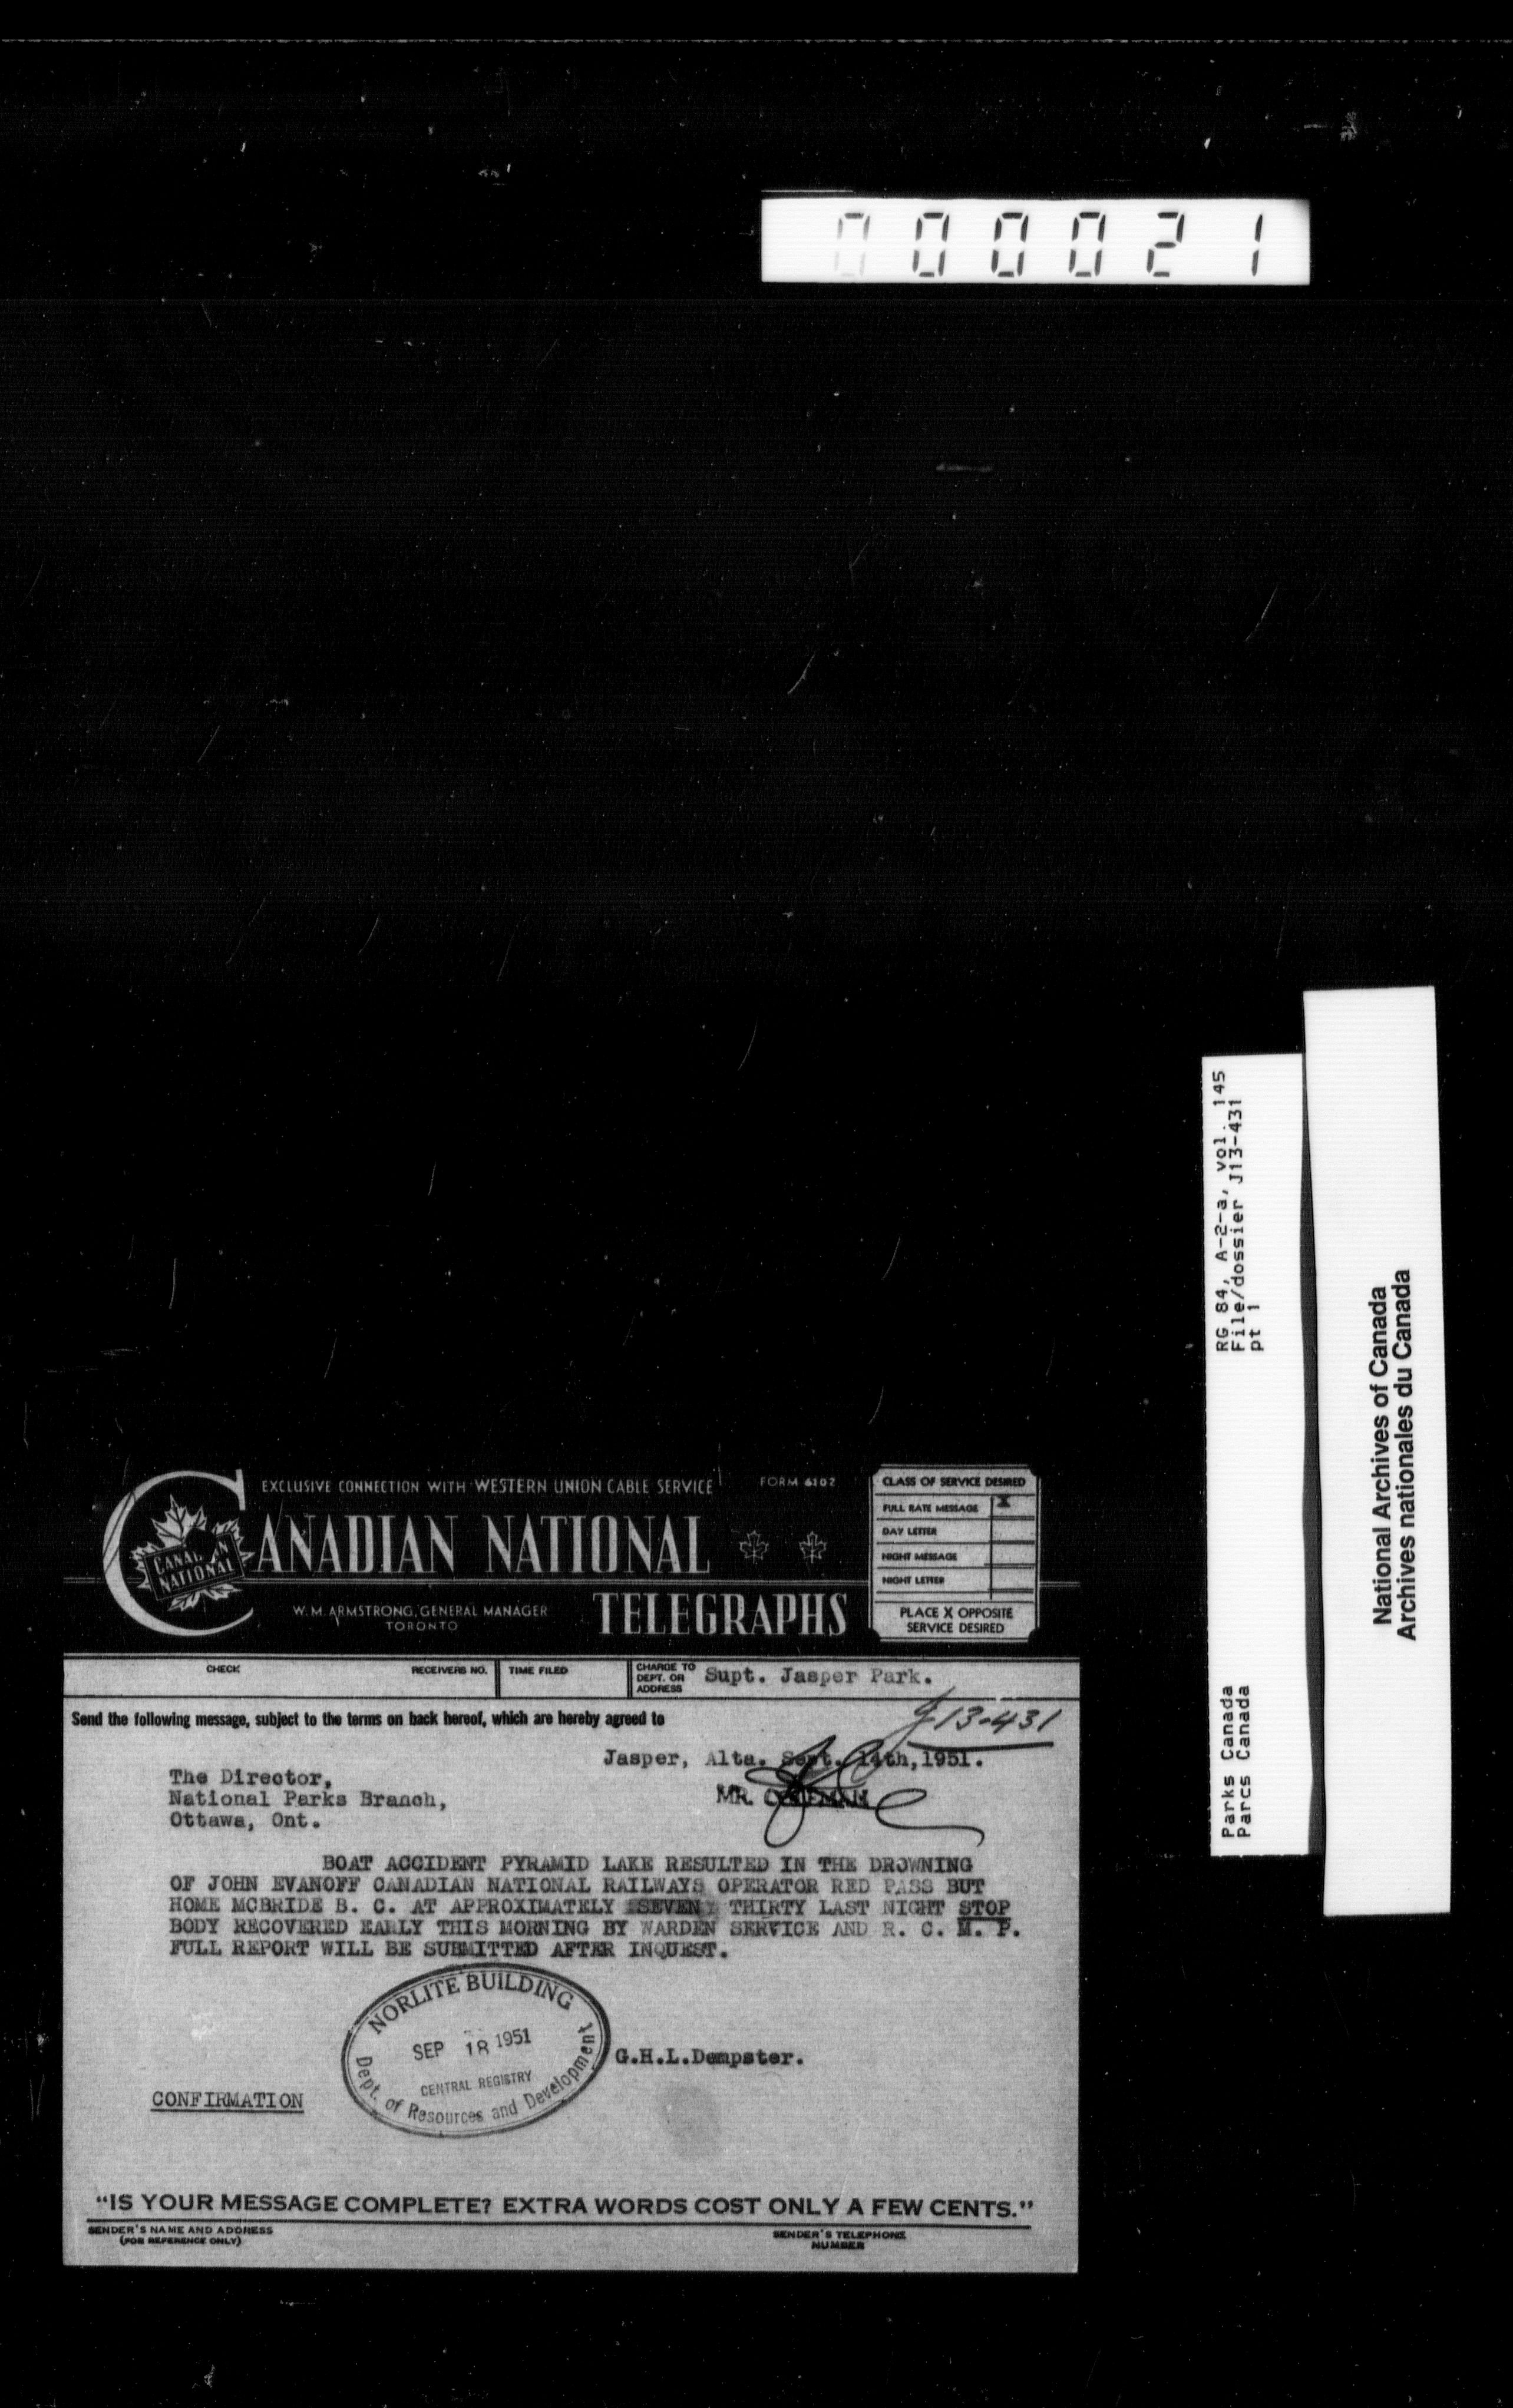 000021
RG 84, A-2-a, vol. 145
File/dossier J13-431
pt 1
Parks Canada
Parcs Canada
National Archives of Canada
Archives nationales du Canada
EXCLUSIVE CONNECTION WITH WESTERN UNION CABLE SERVICE
FORM 6102
CANADIAN NATIONAL
TELEGRAPHS
CANADIAN
NATIONAL
W. M. ARMSTRONG, GENERAL MANAGER
TORONTO
CLASS OF SERVICE DESIRED
FULL RATE MESSAGE X
DAY LETTER
NIGHT MESSAGE
NIGHT LETTER
PLACE X OPPOSITE
SERVICE DESIRED
CHECK
RECEIVERS NO.
TIME FILED
CHARGE TO
DEPT. OR
ADDRESS
Supt. Jasper Park.
Send the following message, subject to the terms on back hereof, which are hereby agreed to
J13-431
Jasper, Alta. Sept. 14th,1951.
The Director,
National Parks Branch,
Ottawa, Ont.
MR.
BOAT ACCIDENT PYRAMID LAKE RESULTED IN THE DROWNING
OF JOHN EVANOFF CANADIAN NATIONAL RAILWAYS OPERATOR RED PASS BUT
HOME MCBRIDE B. C. AT APPROXIMATELY SEVEN THIRTY LAST NIGHT STOP
BODY RECOVERED EARLY THIS MORNING BY WARDEN SERVICE AND R. C. M. P.
FULL REPORT WILL BE SUBMITTED AFTER INQUEST.
NORLITE BUILDING
SEP 18 1951
CENTRAL REGISTRY
Dept. of Resources and Development
G.H.L.Dempster.
CONFIRMATION
"IS YOUR MESSAGE COMPLETE? EXTRA WORDS COST ONLY A FEW CENTS."
SENDER'S NAME AND ADDRESS
(FOR REFERENCE ONLY)
SENDER'S TELEPHONE
NUMBER